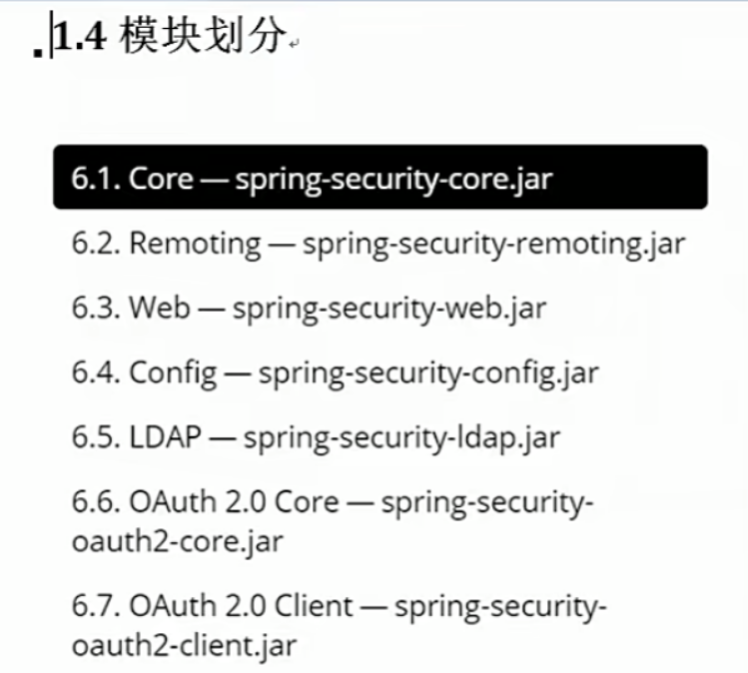 1.4 模块划分
6.1. Core — spring-security-core.jar
6.2. Remoting — spring-security-remoting.jar
6.3. Web — spring-security-web.jar
6.4. Config — spring-security-config.jar
6.5. LDAP — spring-security-ldap.jar
6.6. OAuth 2.0 Core — spring-security-
oauth2-core.jar
6.7. OAuth 2.0 Client — spring-security-
oauth2-client.jar